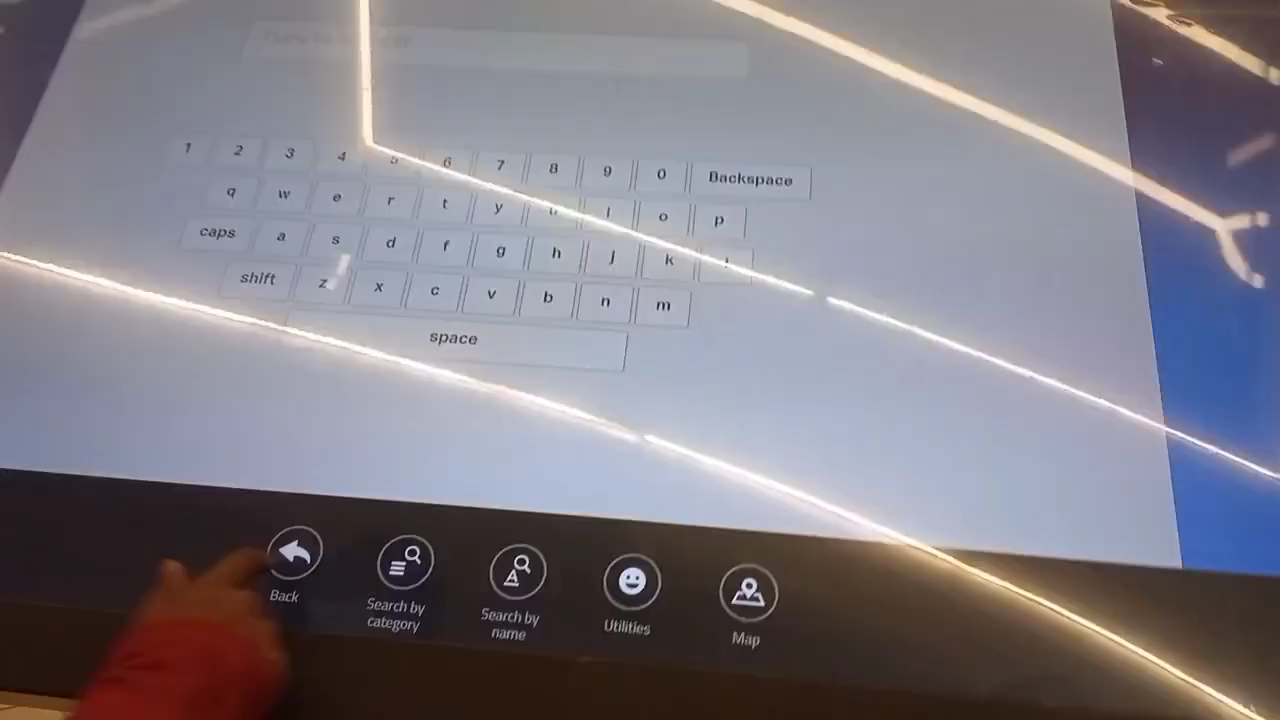 1 2 3 4 5 6 7 8 9 0 Backspace
q w e r t y u i o p
caps a s d f g h j k l
shift z x c v b n m
space
Back
Search by category
Search by name
Utilities
Map